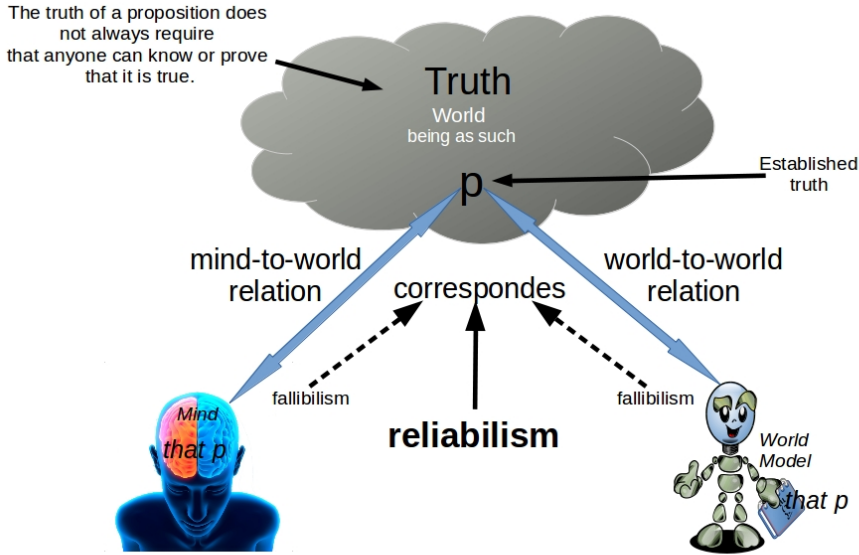 The truth of a proposition does
not always require
that anyone can know or prove
that it is true.
Truth
World
being as such
p
Established
truth
mind-to-world
relation
world-to-world
relation
correspondes
fallibilism
fallibilism
reliabilism
Mind
that p
World
Model
that p